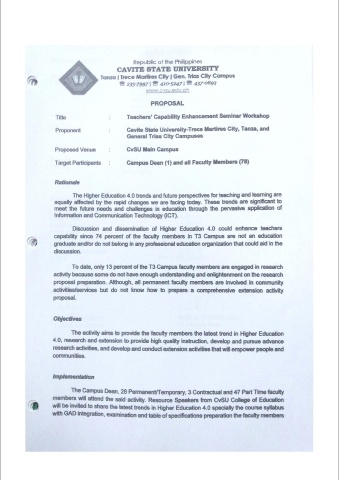 Republic of the Philippines
CAVITE STATE UNIVERSITY
Tanza | Trece Martires City | Gen. Trias City Campus
www.cvsu.edu.ph
PROPOSAL
Title : Teachers' Capability Enhancement Seminar Workshop
Proponent : Cavite State University-Trece Martires City, Tanza, and
General Trias City Campuses
Proposed Venue : CvSU Main Campus
Target Participants : Campus Dean (1) and all Faculty Members (78)
Rationale
The Higher Education 4.0 trends and future perspectives for teaching and learning are
equally affected by the rapid changes we are facing today. These trends are significant to
meet the future needs and challenges in education through the pervasive application of
Information and Communication Technology (ICT).
Discussion and dissemination of Higher Education 4.0 could enhance teachers
capability since 74 percent of the faculty members in T3 Campus are not an education
graduate and/or do not belong in any professional education organization that could aid in the
discussion.
To date, only 13 percent of the T3 Campus faculty members are engaged in research
activity because some do not have enough understanding and enlightenment on the research
proposal preparation. Although, all permanent faculty members are involved in community
activities/services but do not know how to prepare a comprehensive extension activity
proposal.
Objectives
The activity aims to provide the faculty members the latest trend in Higher Education
4.0, research and extension to provide high quality instruction, develop and pursue advance
research activities, and develop and conduct extension activities that will empower people and
communities.
Implementation
The Campus Dean, 28 Permanent/Temporary, 3 Contractual and 47 Part Time faculty
members will attend the said activity. Resource Speakers from CvSU College of Education
will be invited to share the latest trends in Higher Education 4.0 specially the course syllabus
with GAD integration, examination and table of specifications preparation the faculty members